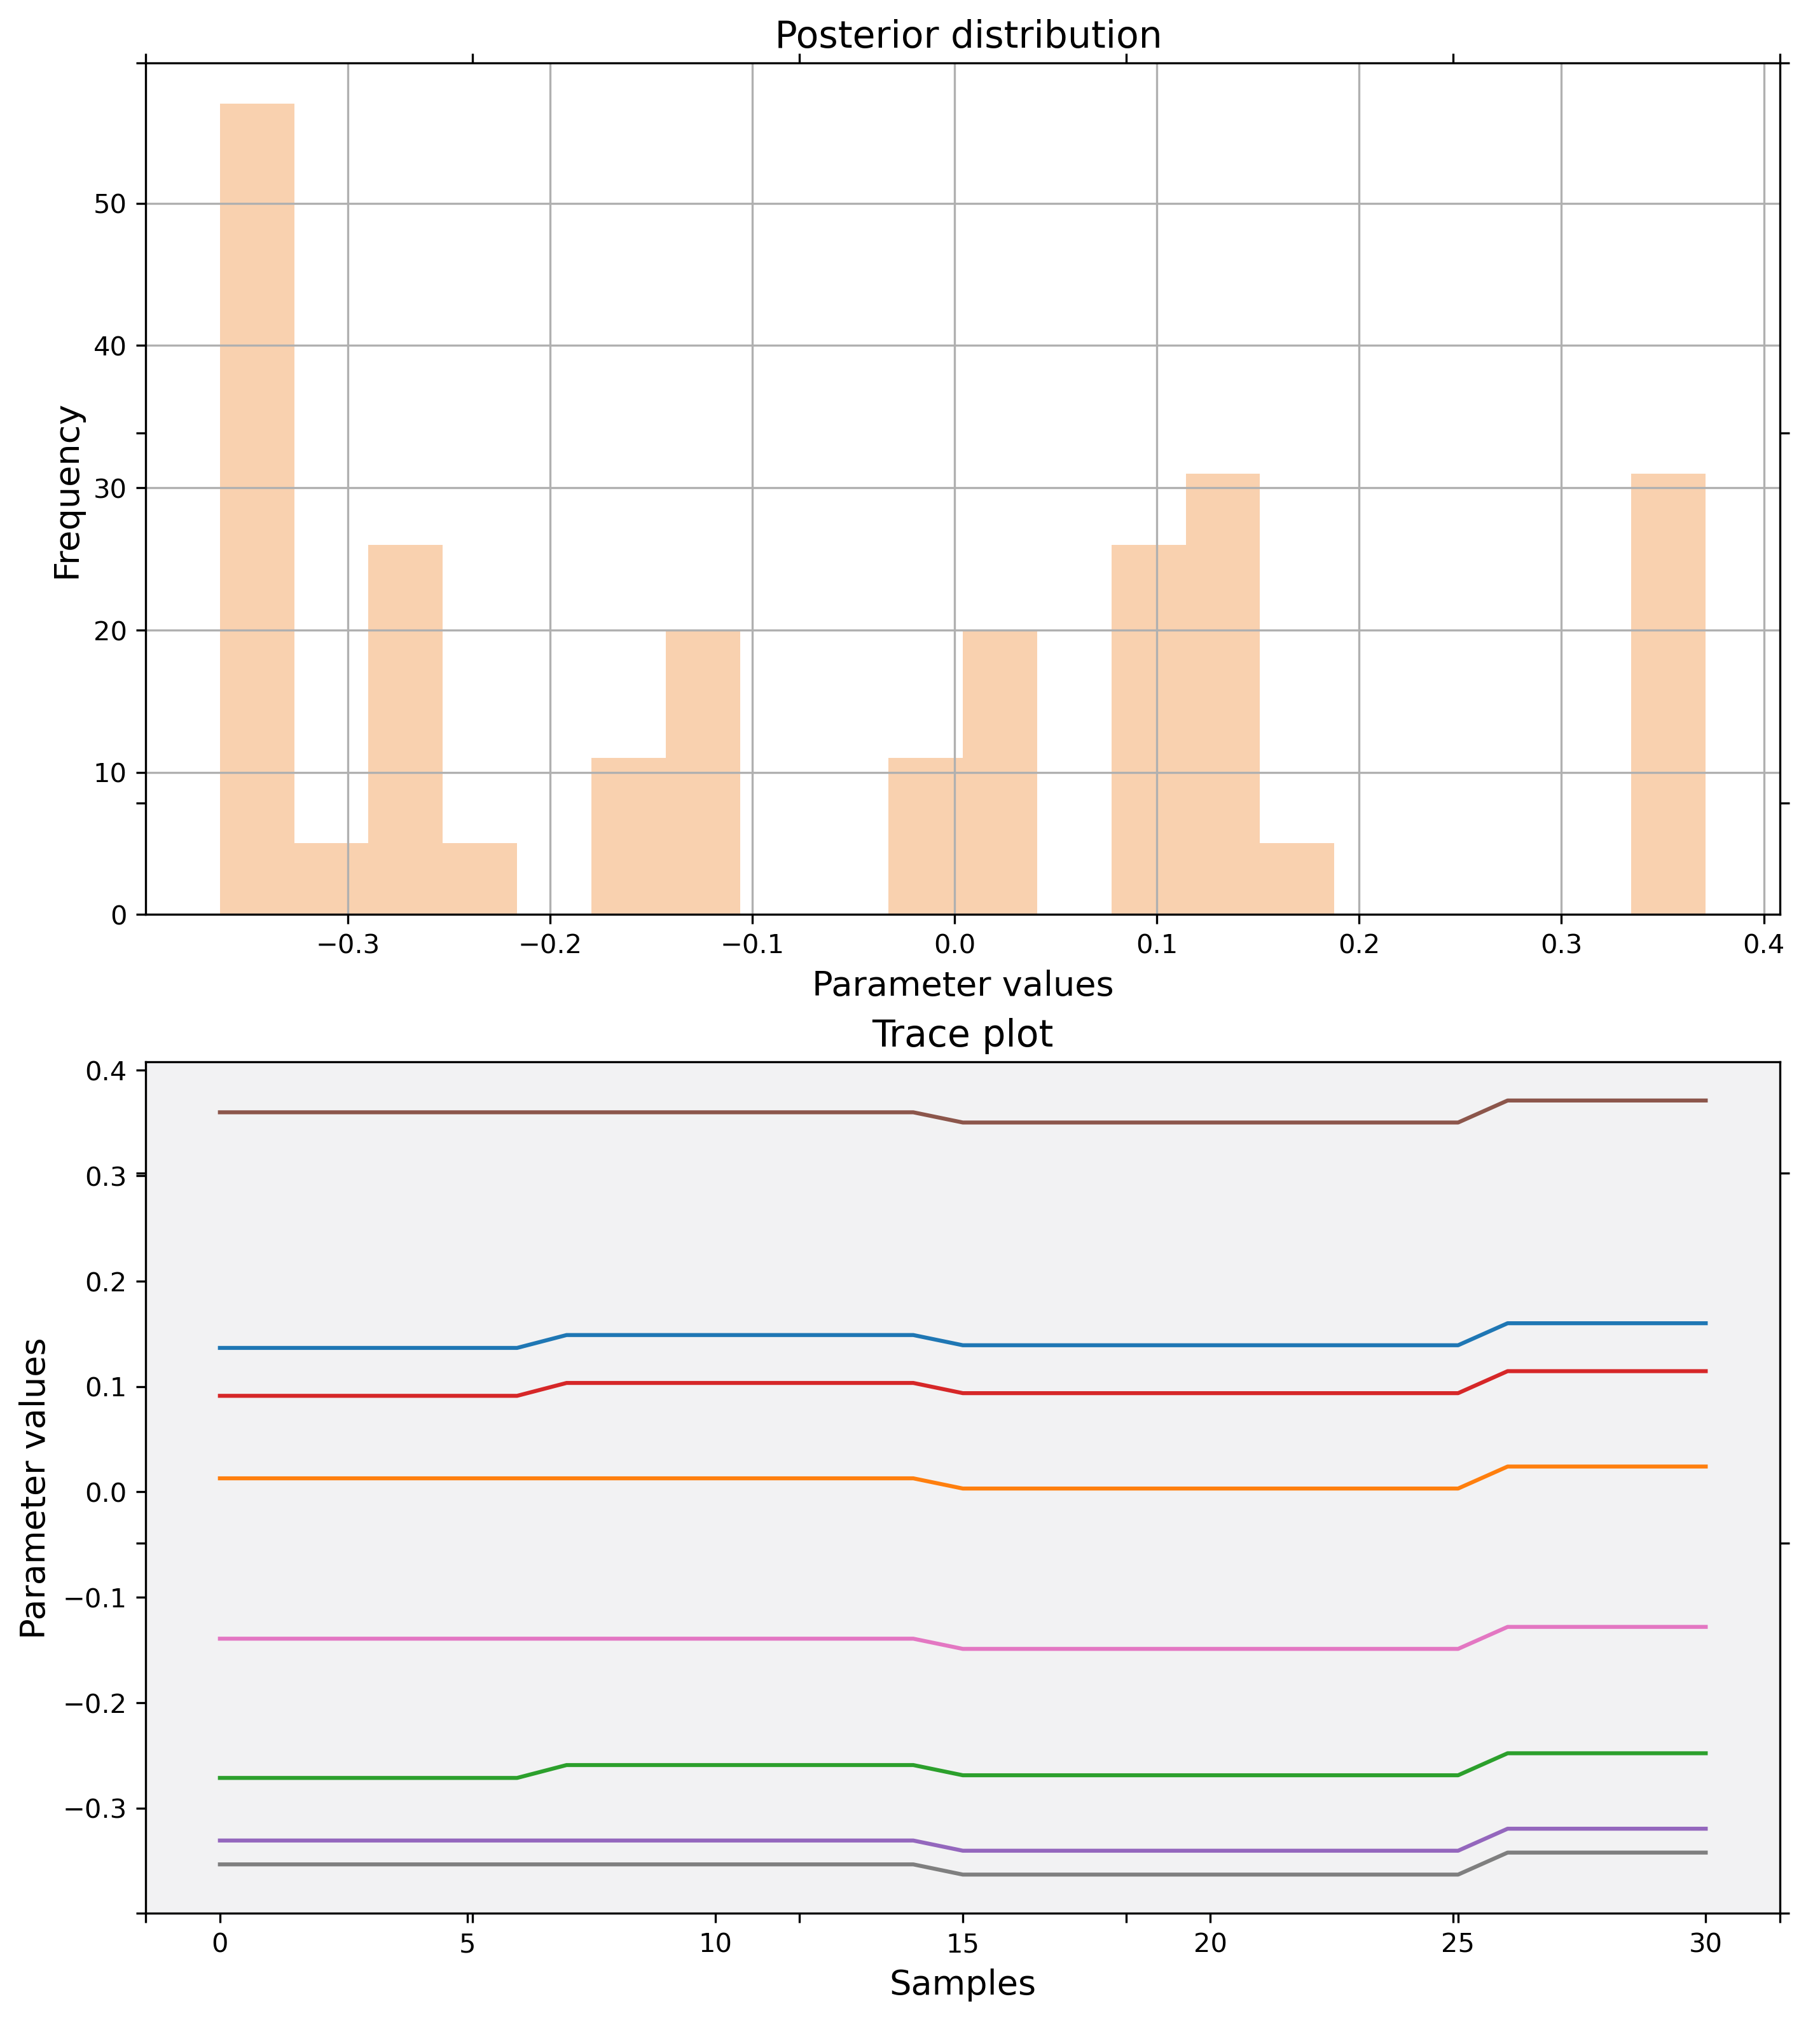 Posterior distribution
Frequency
50
40
30
20
10
0
−0.3 −0.2 −0.1 0.0 0.1 0.2 0.3 0.4
Parameter values
Trace plot
Parameter values
0.4
0.3
0.2
0.1
0.0
−0.1
−0.2
−0.3
0 5 10 15 20 25 30
Samples